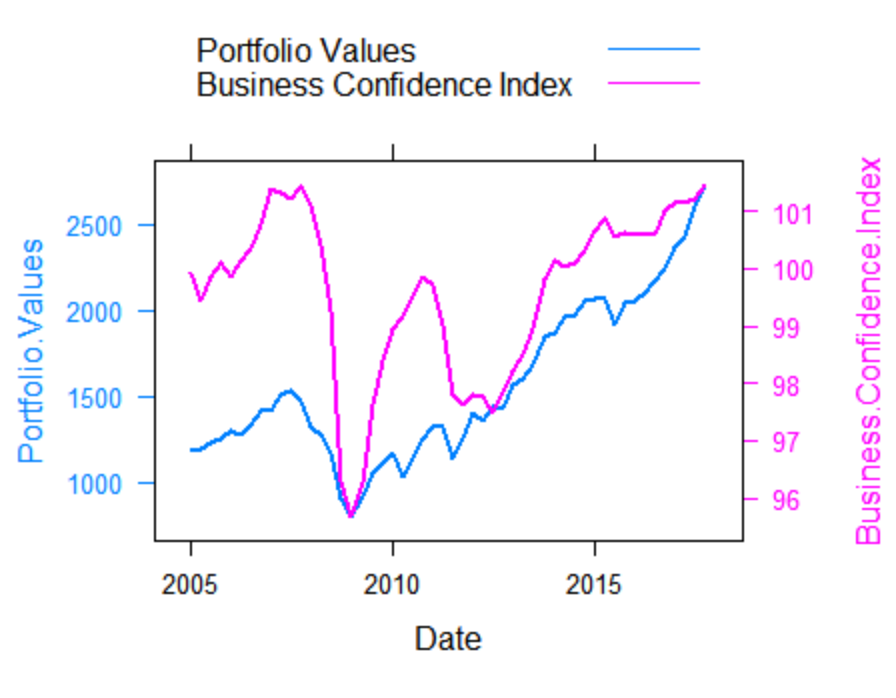 Portfolio Values
Business Confidence Index
Portfolio.Values
2500
2000
1500
1000
101
100
99
98
97
96
Business.Confidence.Index
2005
2010
2015
Date